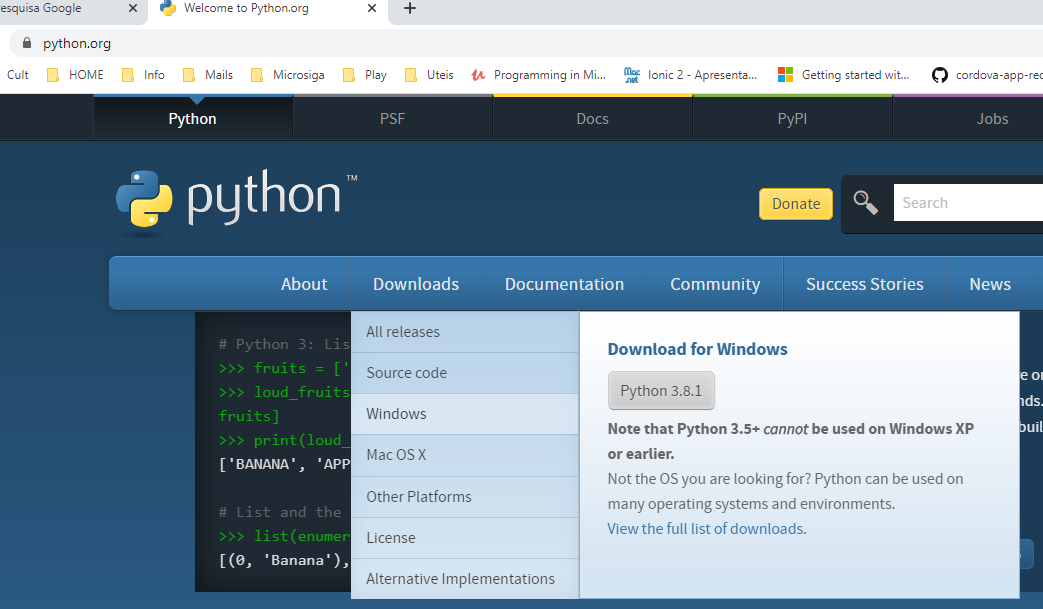 esquisa Google
Welcome to Python.org
python.org
Cult HOME Info Mails Microsiga Play Uteis Programming in Mi... Ionic 2 - Apresenta... Getting started wit... cordova-app-rec
Python PSF Docs PyPI Jobs
python™
Donate
Search
About Downloads Documentation Community Success Stories News
# Python 3: Lis
>>> fruits = ['
>>> loud_fruits
fruits]
>>> print(loud_
['BANANA', 'APP
# List and the
>>> list(enumer
[(0, 'Banana'),
All releases
Source code
Windows
Mac OS X
Other Platforms
License
Alternative Implementations
Download for Windows
Python 3.8.1
Note that Python 3.5+ cannot be used on Windows XP
or earlier.
Not the OS you are looking for? Python can be used on
many operating systems and environments.
View the full list of downloads.
e or
nds.
buil